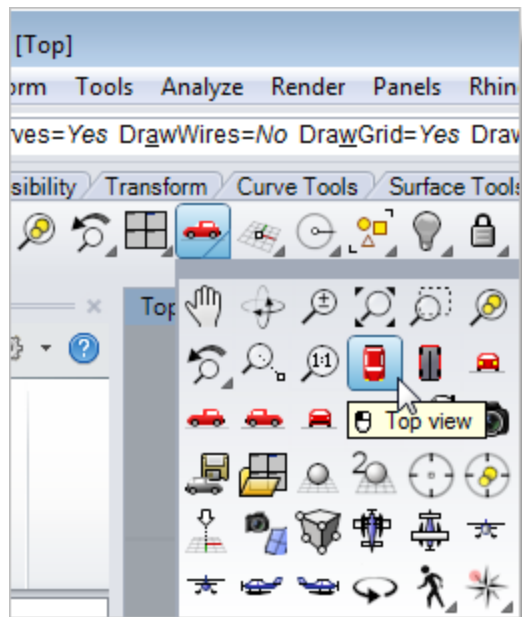 [Top]
orm Tools Analyze Render Panels Rhin
ves=Yes DrawWires=No DrawGrid=Yes Draw
sibility Transform Curve Tools Surface Tools
Top
±
1:1
?
Top view
2